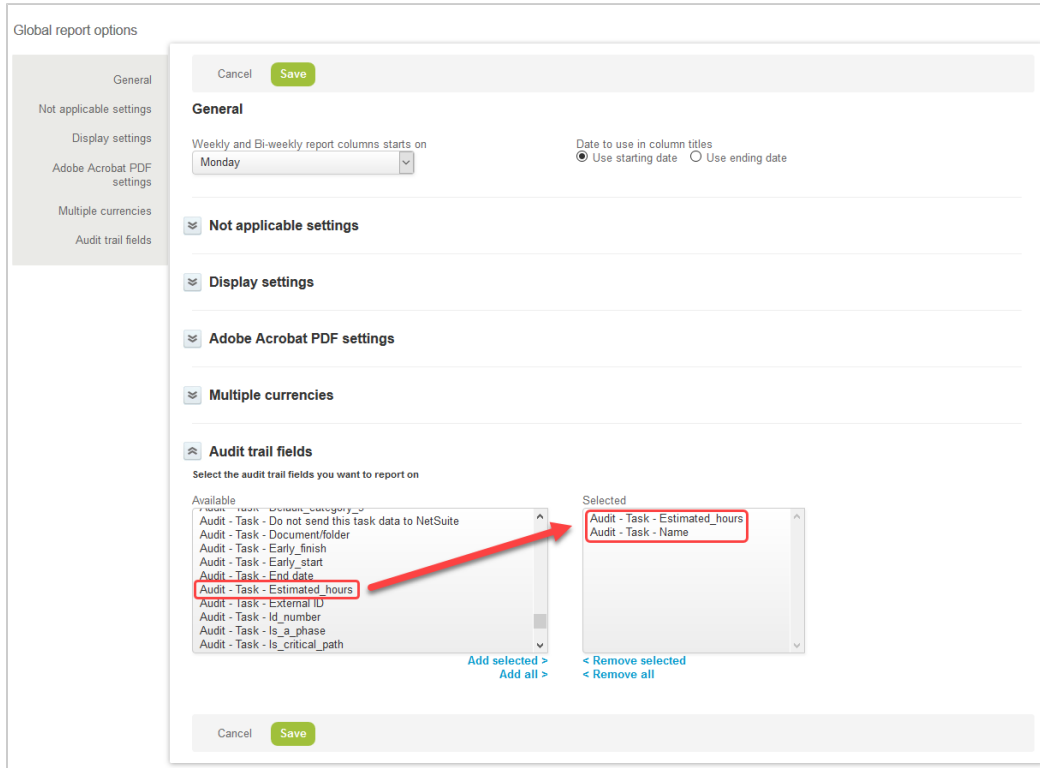 Global report options
General
Not applicable settings
Display settings
Adobe Acrobat PDF
settings
Multiple currencies
Audit trail fields
Cancel Save
General
Weekly and Bi-weekly report columns starts on
Monday
Date to use in column titles
Use starting date Use ending date
Not applicable settings
Display settings
Adobe Acrobat PDF settings
Multiple currencies
Audit trail fields
Select the audit trail fields you want to report on
Available
Audit - Task - Default_category_5
Audit - Task - Do not send this task data to NetSuite
Audit - Task - Document/folder
Audit - Task - Early_finish
Audit - Task - Early_start
Audit - Task - End date
Audit - Task - Estimated_hours
Audit - Task - External ID
Audit - Task - Id_number
Audit - Task - Is_a_phase
Audit - Task - Is_critical_path
Add selected >
Add all >
Selected
Audit - Task - Estimated_hours
Audit - Task - Name
< Remove selected
< Remove all
Cancel Save